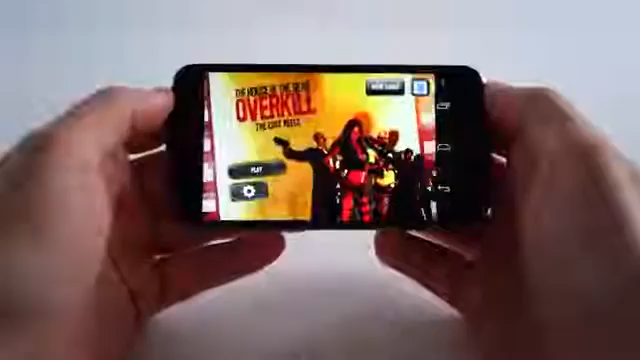 THE HOUSE OF THE DEAD
OVERKILL
THE LOST REELS
PLAY